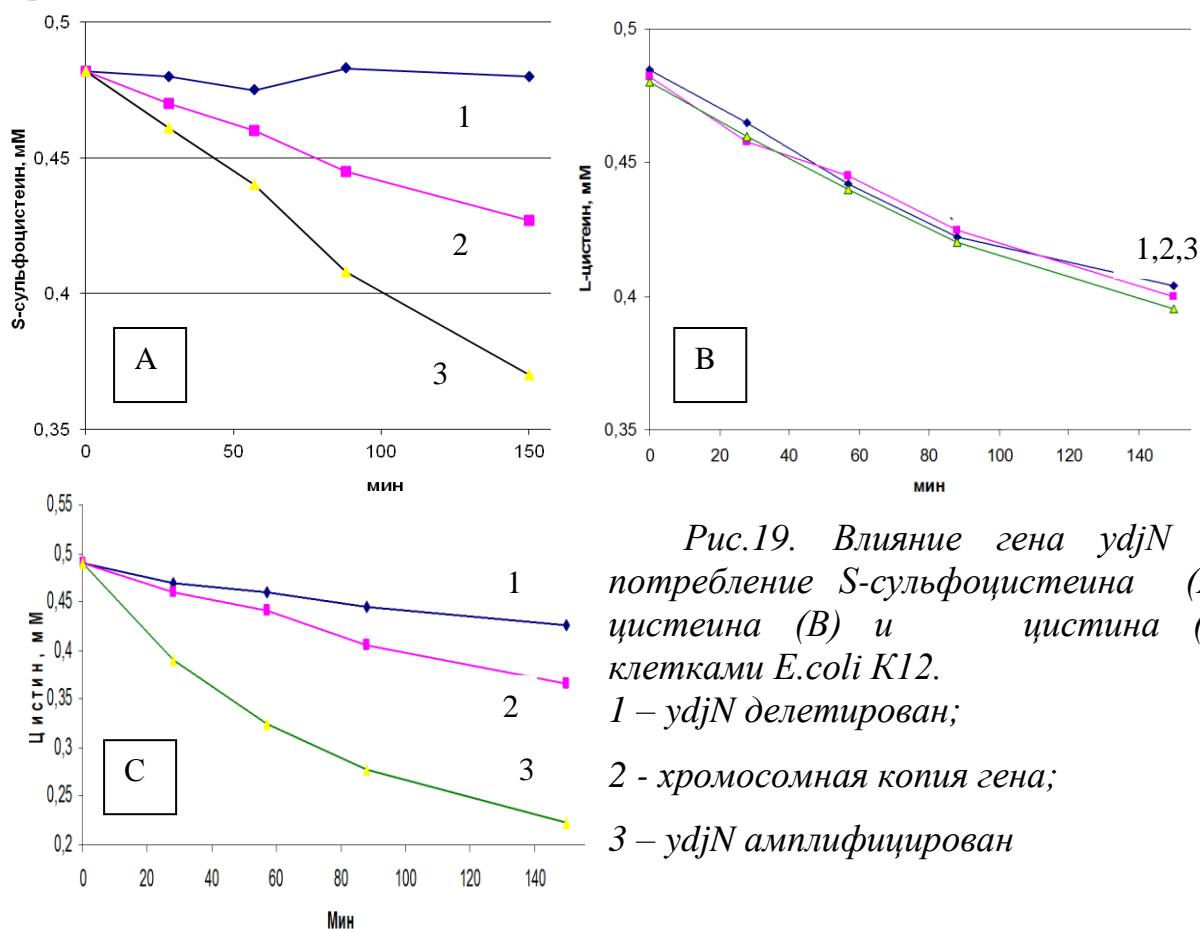 0,5
0,45
0,4
0,35
0
50
100
150
S-сульфоцистеин, мМ
мин
1
2
3
A
0,5
0,45
0,4
0,35
0
20
40
60
80
100
120
140
L-цистеин, мМ
мин
1,2,3
B
0,55
0,5
0,45
0,4
0,35
0,3
0,25
0,2
0
20
40
60
80
100
120
140
Цистин, мМ
Мин
1
2
3
C
Рис.19. Влияние гена ydjN
потребление S-сульфоцистеина
цистеина (B) и цистина (
клетками E.coli K12.
1 – ydjN делетирован;
2 - хромосомная копия гена;
3 – ydjN амплифицирован